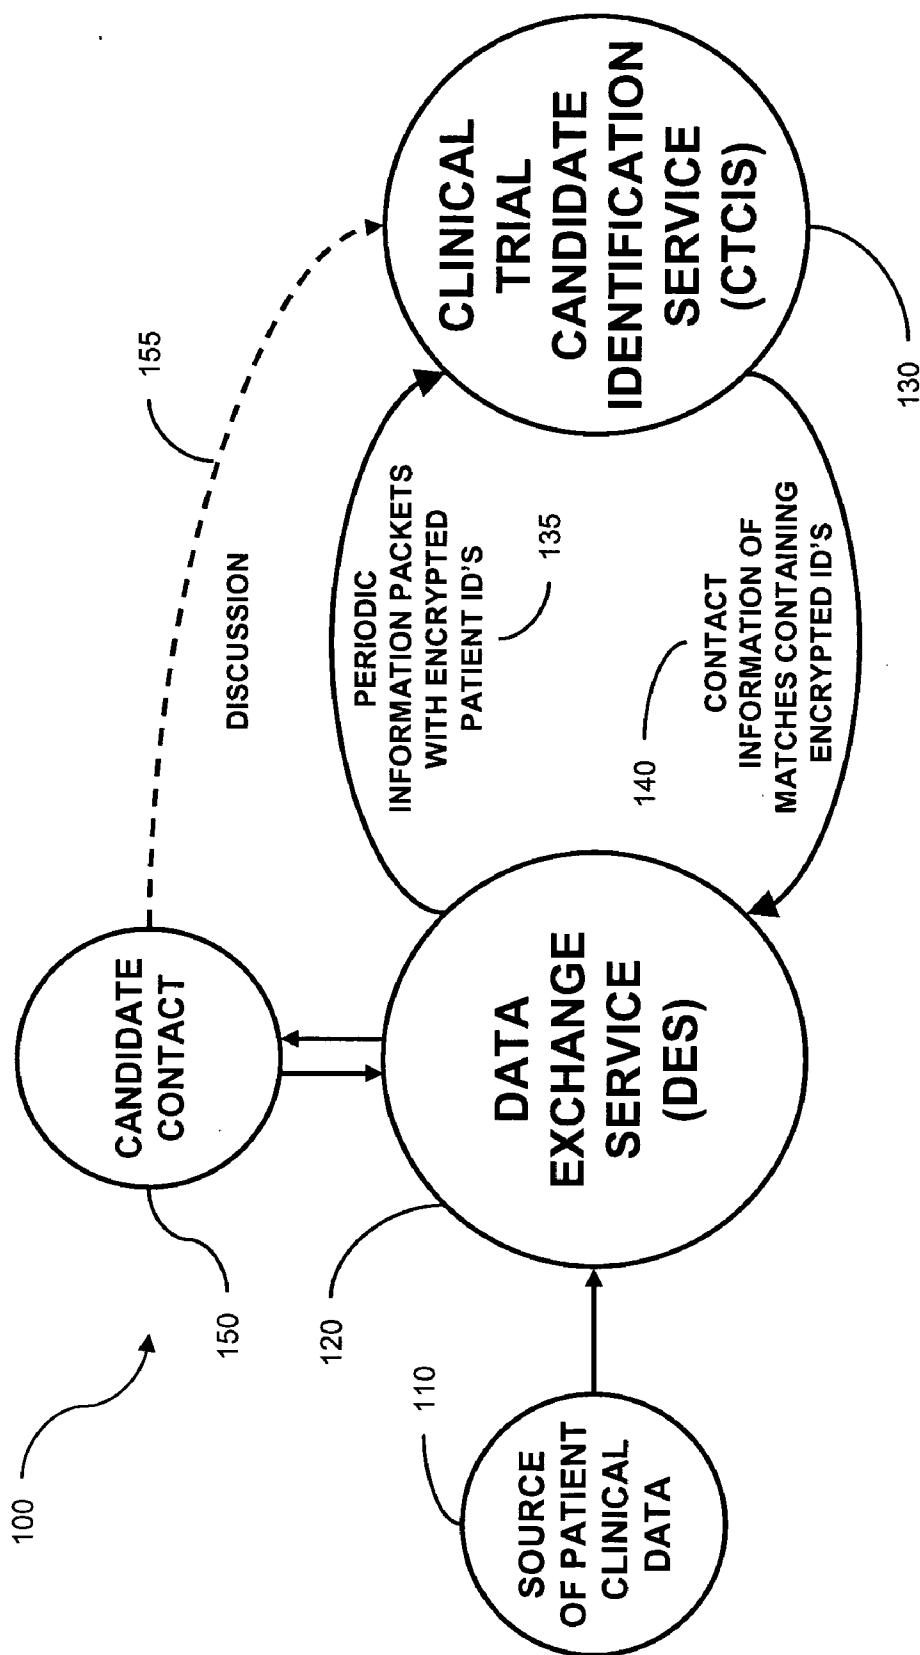 100
150
CANDIDATE
CONTACT
DISCUSSION
155
120
110
SOURCE
OF PATIENT
CLINICAL
DATA
DATA
EXCHANGE
SERVICE
(DES)
PERIODIC
INFORMATION PACKETS
WITH ENCRYPTED
PATIENT ID'S
135
140
CONTACT
INFORMATION OF
MATCHES CONTAINING
ENCRYPTED ID'S
CLINICAL
TRIAL
CANDIDATE
IDENTIFICATION
SERVICE
(CTCIS)
130